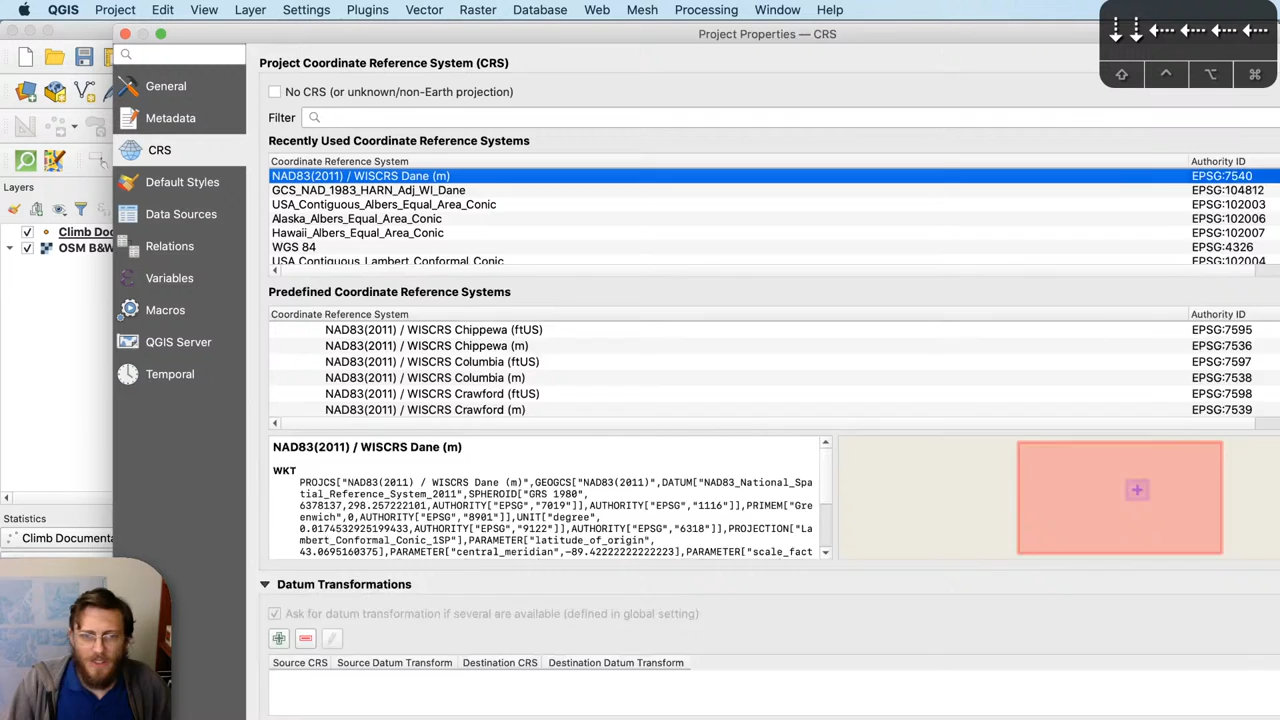 QGIS Project Edit View Layer Settings Plugins Vector Raster Database Web Mesh Processing Window Help
Project Properties — CRS
Project Coordinate Reference System (CRS)
No CRS (or unknown/non-Earth projection)
Filter
General
Metadata
CRS
Default Styles
Data Sources
Relations
Variables
Macros
QGIS Server
Temporal
Layers
Climb Do
OSM B&W
Statistics
Climb Documenta
Recently Used Coordinate Reference Systems
Coordinate Reference System Authority ID
NAD83(2011) / WISCRS Dane (m) EPSG:7540
GCS_NAD_1983_HARN_Adj_WI_Dane EPSG:104812
USA_Contiguous_Albers_Equal_Area_Conic EPSG:102003
Alaska_Albers_Equal_Area_Conic EPSG:102006
Hawaii_Albers_Equal_Area_Conic EPSG:102007
WGS 84 EPSG:4326
USA_Contiguous_Lambert_Conformal_Conic EPSG:102004
Predefined Coordinate Reference Systems
Coordinate Reference System Authority ID
NAD83(2011) / WISCRS Chippewa (ftUS) EPSG:7595
NAD83(2011) / WISCRS Chippewa (m) EPSG:7536
NAD83(2011) / WISCRS Columbia (ftUS) EPSG:7597
NAD83(2011) / WISCRS Columbia (m) EPSG:7538
NAD83(2011) / WISCRS Crawford (ftUS) EPSG:7598
NAD83(2011) / WISCRS Crawford (m) EPSG:7539
NAD83(2011) / WISCRS Dane (m)
WKT
PROJCS["NAD83(2011) / WISCRS Dane (m)",GEOGCS["NAD83(2011)",DATUM["NAD83_National_Spa
tial_Reference_System_2011",SPHEROID["GRS 1980",
6378137,298.257222101,AUTHORITY["EPSG","7019"]],AUTHORITY["EPSG","1116"]],PRIMEM["Gre
enwich",0,AUTHORITY["EPSG","8901"]],UNIT["degree",
0.0174532925199433,AUTHORITY["EPSG","9122"]],AUTHORITY["EPSG","6318"]],PROJECTION["La
mbert_Conformal_Conic_1SP"],PARAMETER["latitude_of_origin",
43.0695160375],PARAMETER["central_meridian",-89.42222222222223],PARAMETER["scale_fact
Datum Transformations
Ask for datum transformation if several are available (defined in global setting)
Source CRS Source Datum Transform Destination CRS Destination Datum Transform